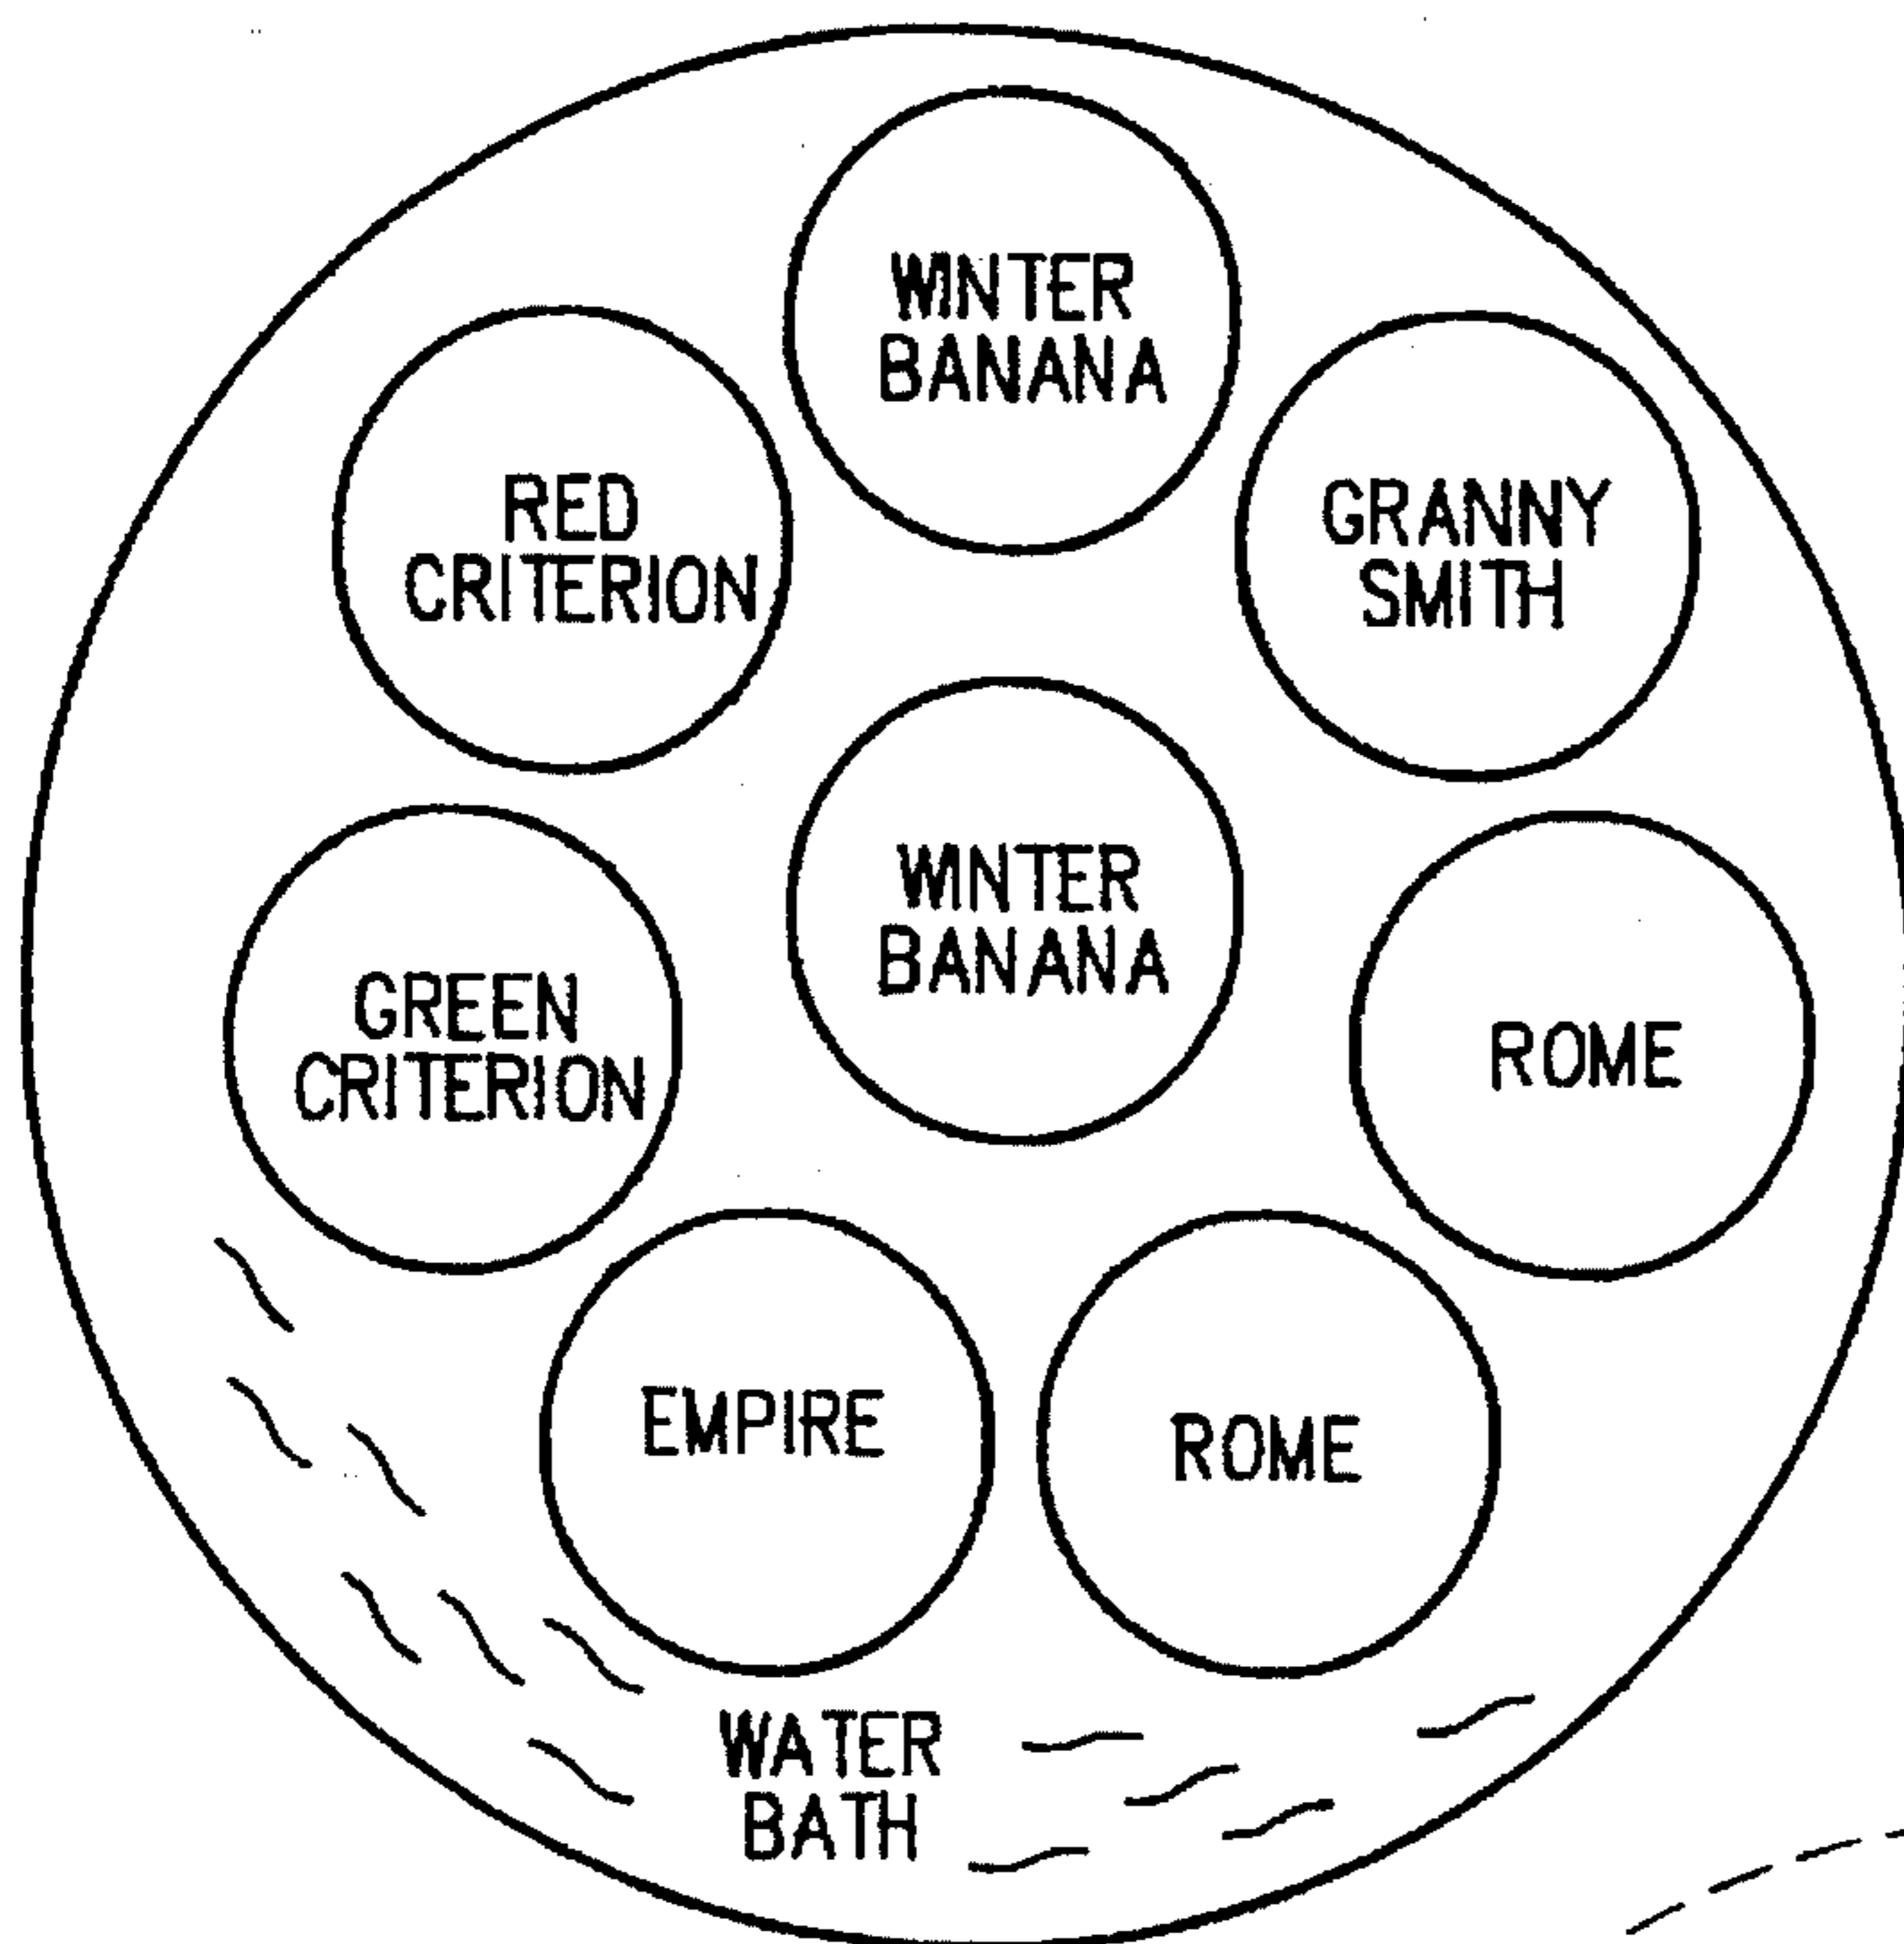 WINTER
BANANA
RED
CRITERION
GRANNY
SMITH
WINTER
BANANA
GREEN
CRITERION
ROME
EMPIRE
ROME
WATER
BATH